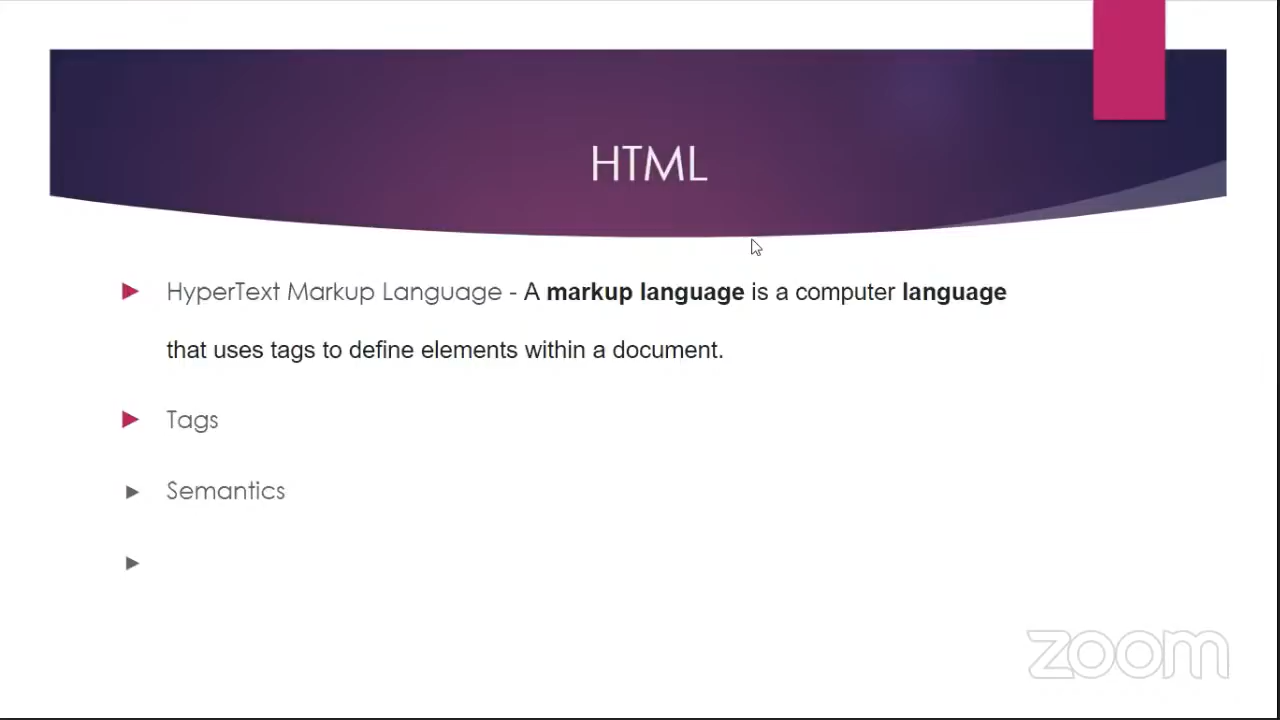 HTML
HyperText Markup Language - A markup language is a computer language
that uses tags to define elements within a document.
Tags
Semantics
zoom